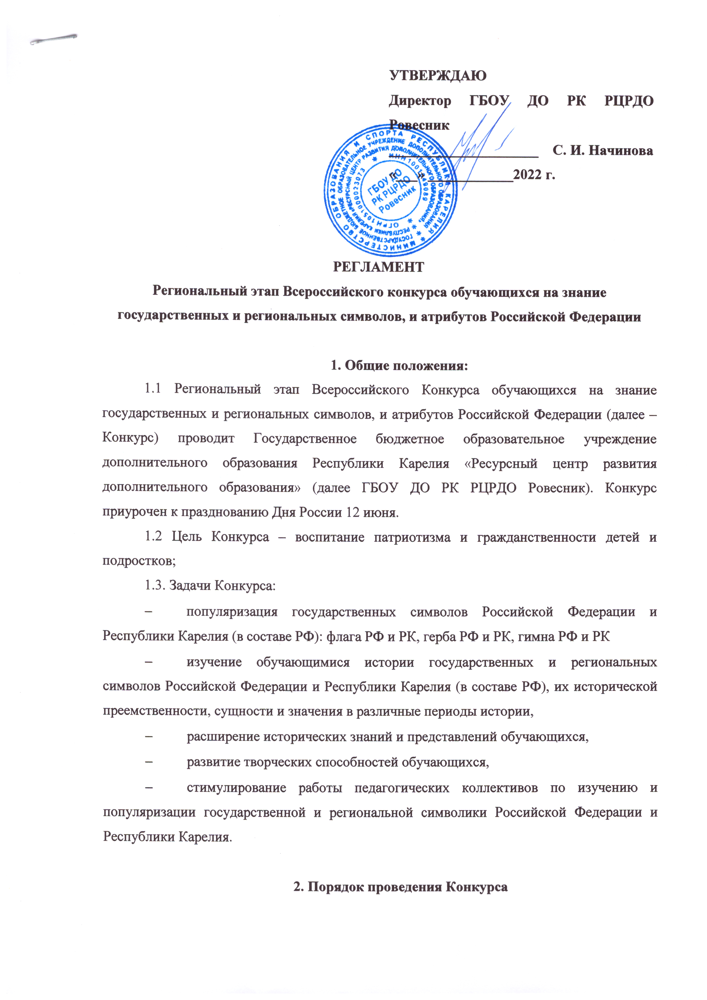 УТВЕРЖДАЮ
Директор ГБОУ ДО РК РЦРДО
Ровесник
С. И. Начинова
«___» ____________2022 г.
МИНИСТЕРСТВО ОБРАЗОВАНИЯ И СПОРТА РЕСПУБЛИКИ КАРЕЛИЯ
ГОСУДАРСТВЕННОЕ БЮДЖЕТНОЕ ОБРАЗОВАТЕЛЬНОЕ УЧРЕЖДЕНИЕ ДОПОЛНИТЕЛЬНОГО ОБРАЗОВАНИЯ
РЕСПУБЛИКИ КАРЕЛИЯ «РЕСУРСНЫЙ ЦЕНТР РАЗВИТИЯ ДОПОЛНИТЕЛЬНОГО ОБРАЗОВАНИЯ»
ОГРН 1051000023073
ГБОУ ДО
РК РЦРДО
Ровесник
РЕГЛАМЕНТ
Региональный этап Всероссийского конкурса обучающихся на знание
государственных и региональных символов, и атрибутов Российской Федерации
1. Общие положения:
1.1 Региональный этап Всероссийского Конкурса обучающихся на знание
государственных и региональных символов, и атрибутов Российской Федерации (далее –
Конкурс) проводит Государственное бюджетное образовательное учреждение
дополнительного образования Республики Карелия «Ресурсный центр развития
дополнительного образования» (далее ГБОУ ДО РК РЦРДО Ровесник). Конкурс
приурочен к празднованию Дня России 12 июня.
1.2 Цель Конкурса – воспитание патриотизма и гражданственности детей и
подростков;
1.3. Задачи Конкурса:
– популяризация государственных символов Российской Федерации и
Республики Карелия (в составе РФ): флага РФ и РК, герба РФ и РК, гимна РФ и РК
– изучение обучающимися истории государственных и региональных
символов Российской Федерации и Республики Карелия (в составе РФ), их исторической
преемственности, сущности и значения в различные периоды истории,
– расширение исторических знаний и представлений обучающихся,
– развитие творческих способностей обучающихся,
– стимулирование работы педагогических коллективов по изучению и
популяризации государственной и региональной символики Российской Федерации и
Республики Карелия.
2. Порядок проведения Конкурса